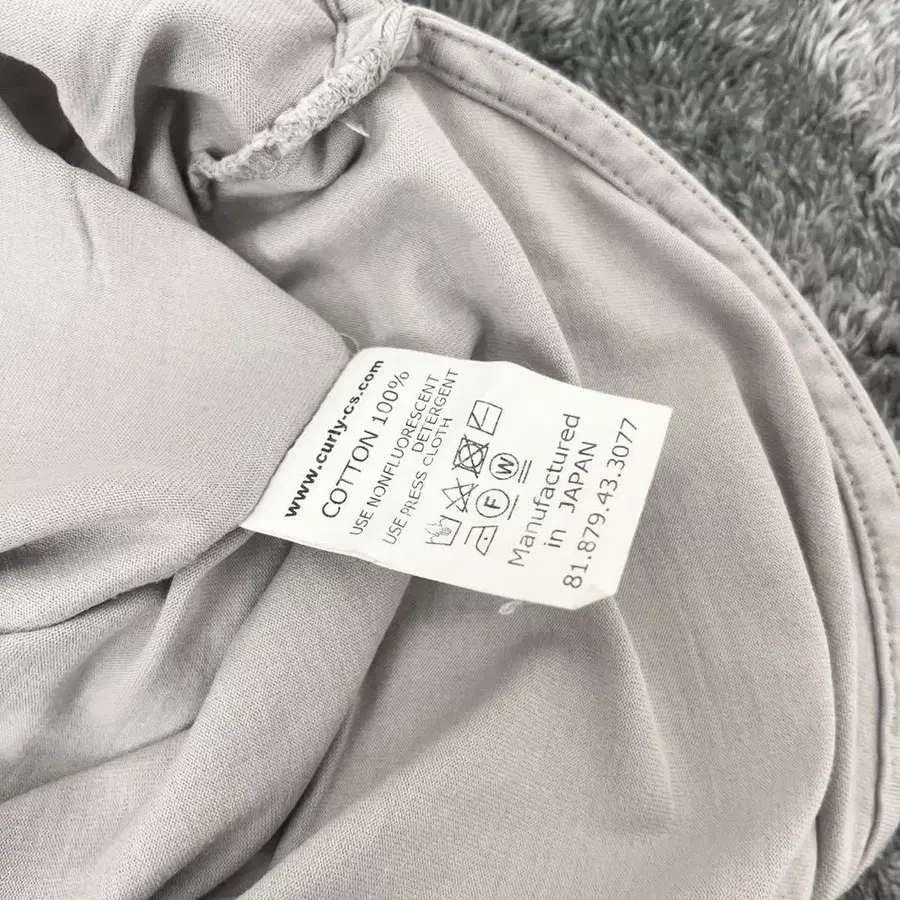 www.curly-cs.com
COTTON 100%
USE NONFLUORESCENT
DETERGENT
USE PRESS CLOTH
F W
Manufactured
in JAPAN
81.879.43.3077